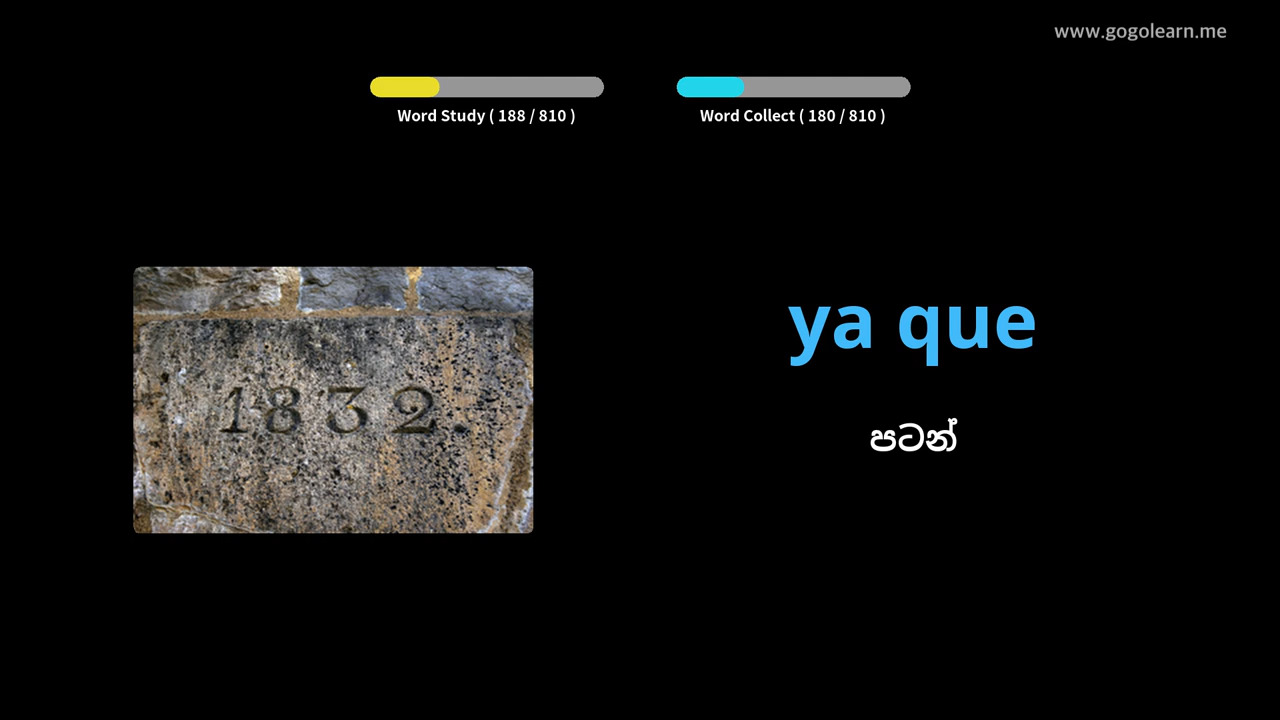 www.gogolearn.me
Word Study ( 188 / 810 )
Word Collect ( 180 / 810 )
1832.
ya que
පටන්